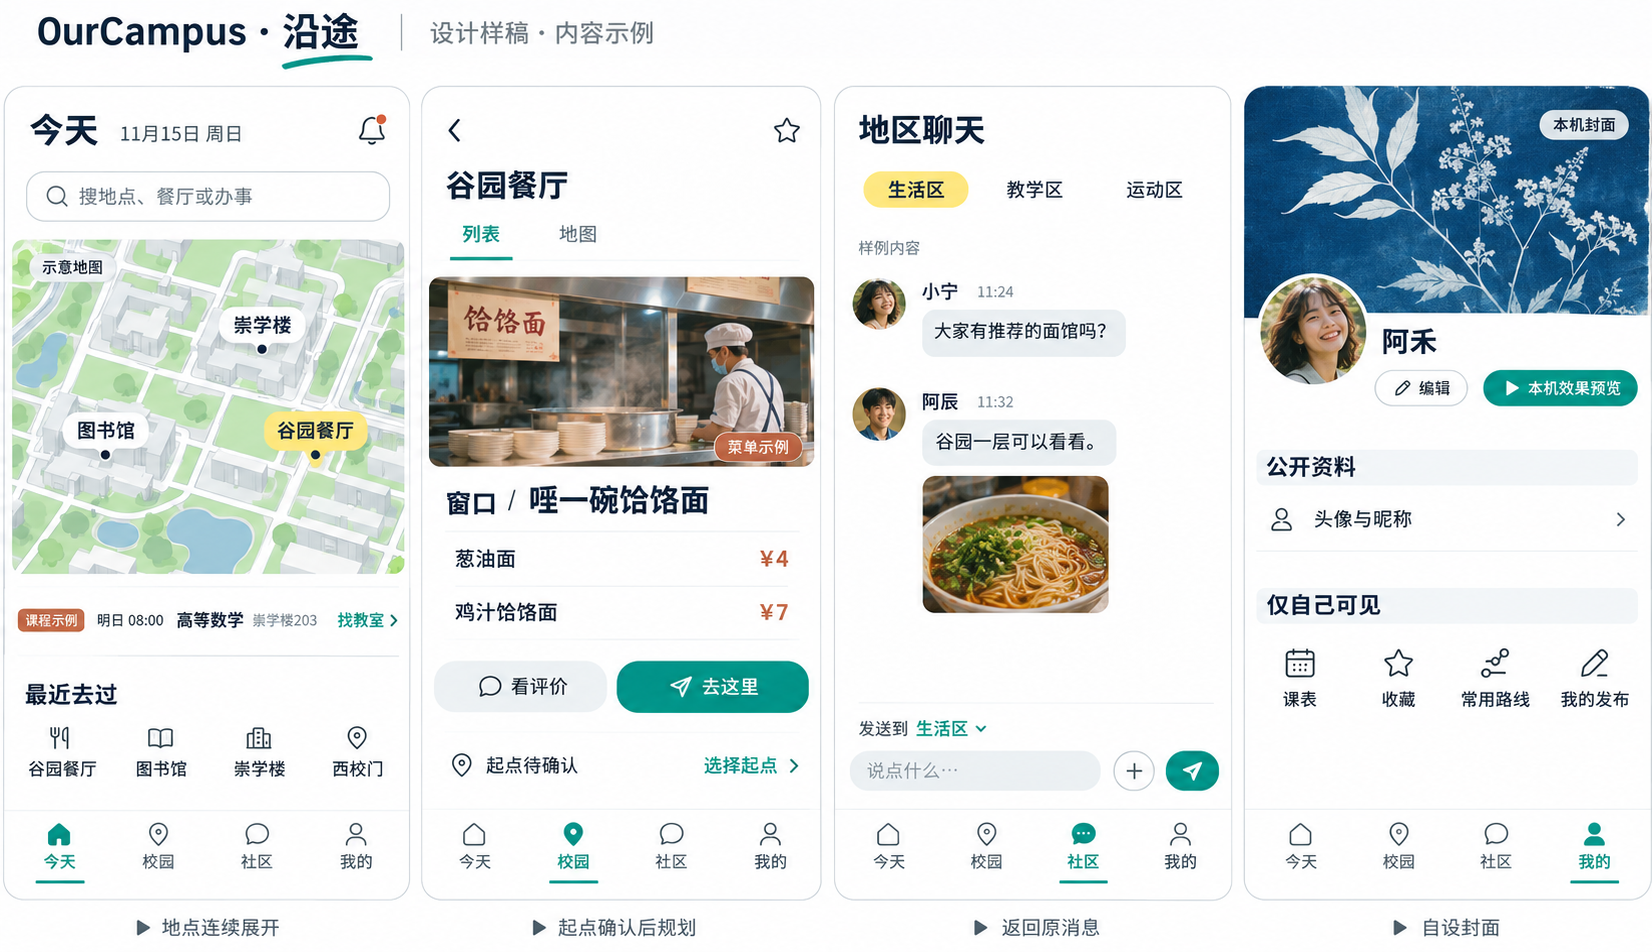 OurCampus · 沿途
设计样稿 · 内容示例
今天 11月15日 周日
搜地点、餐厅或办事
示意地图
崇学楼
图书馆
谷园餐厅
课程示例 明日 08:00 高等数学 崇学楼203 找教室
最近去过
谷园餐厅 图书馆 崇学楼 西校门
今天 校园 社区 我的
地点连续展开
谷园餐厅
列表 地图
饸饹面
菜单示例
窗口 / 哐一碗饸饹面
葱油面 ¥4
鸡汁饸饹面 ¥7
看评价 去这里
起点待确认 选择起点
今天 校园 社区 我的
起点确认后规划
地区聊天
生活区 教学区 运动区
样例内容
小宁 11:24
大家有推荐的面馆吗?
阿辰 11:32
谷园一层可以看看。
发送到 生活区
说点什么…
今天 校园 社区 我的
返回原消息
本机封面
阿禾
编辑 本机效果预览
公开资料
头像与昵称
仅自己可见
课表 收藏 常用路线 我的发布
今天 校园 社区 我的
自设封面